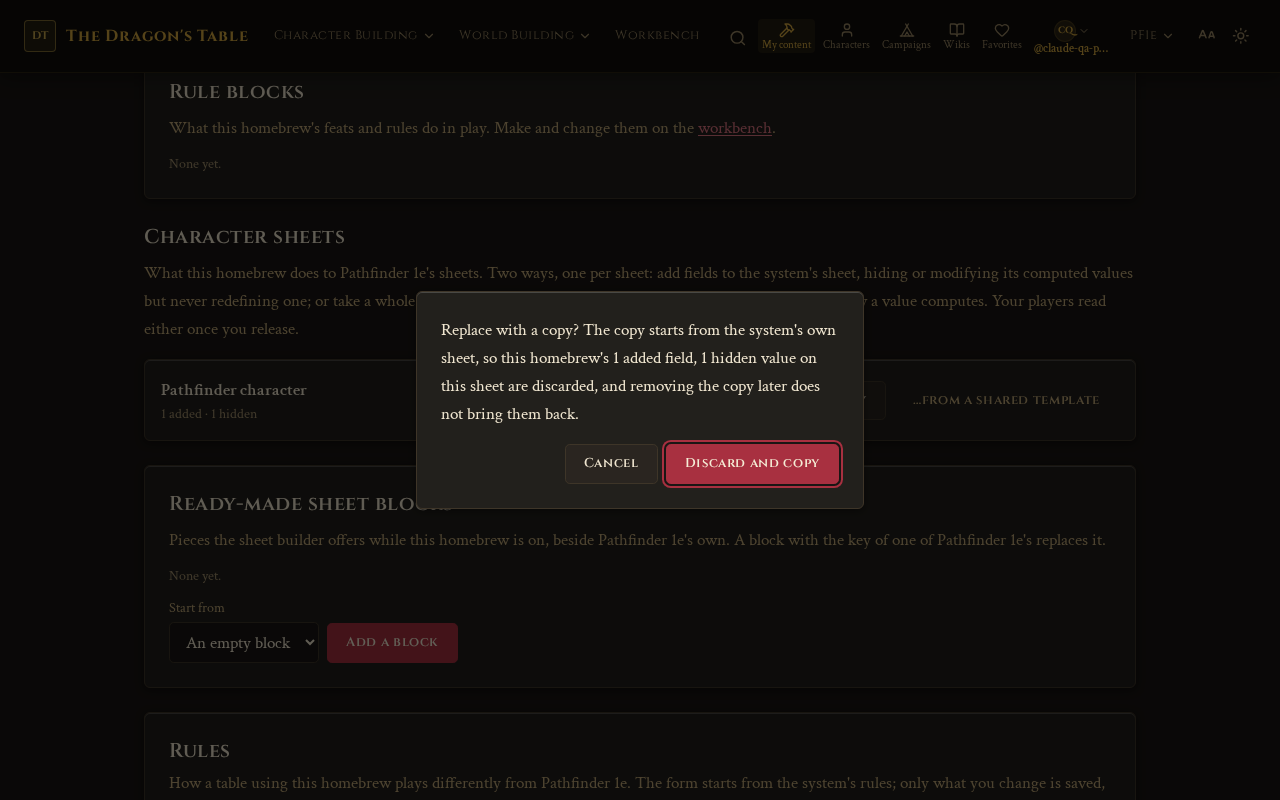 DT The Dragon's Table Character Building World Building Workbench My content Characters Campaigns Wikis Favorites CQ @claude-qa-p... PF1e AA
Rule blocks
What this homebrew's feats and rules do in play. Make and change them on the workbench.
None yet.
Character sheets
What this homebrew does to Pathfinder 1e's sheets. Two ways, one per sheet: add fields to the system's sheet, hiding or modifying its computed values
but never redefining one; or take a whole
a value computes. Your players read
either once you release.
Replace with a copy? The copy starts from the system's own
sheet, so this homebrew's 1 added field, 1 hidden value on
this sheet are discarded, and removing the copy later does
not bring them back.
Cancel Discard and copy
Pathfinder character
1 added · 1 hidden
...from a shared template
Ready-made sheet blocks
Pieces the sheet builder offers while this homebrew is on, beside Pathfinder 1e's own. A block with the key of one of Pathfinder 1e's replaces it.
None yet.
Start from
An empty block Add a block
Rules
How a table using this homebrew plays differently from Pathfinder 1e. The form starts from the system's rules; only what you change is saved,